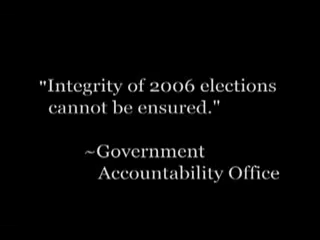 "Integrity of 2006 elections
cannot be ensured."
~Government
Accountability Office